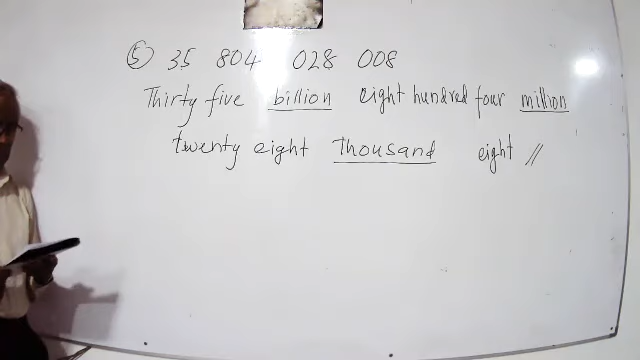 ⑤ 35 804 028 008
Thirty five billion eight hundred four million
twenty eight Thousand eight //